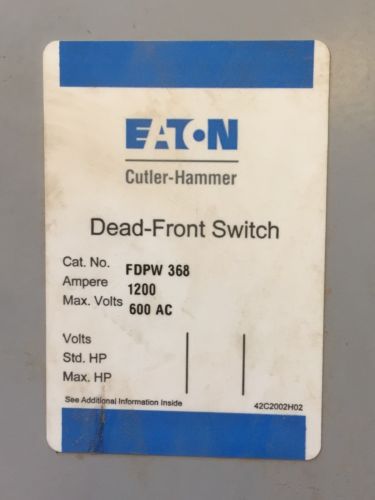 EATON
Cutler-Hammer
Dead-Front Switch
Cat. No. FDPW 368
Ampere 1200
Max. Volts 600 AC
Volts
Std. HP
Max. HP
See Additional Information Inside 42C2002H02